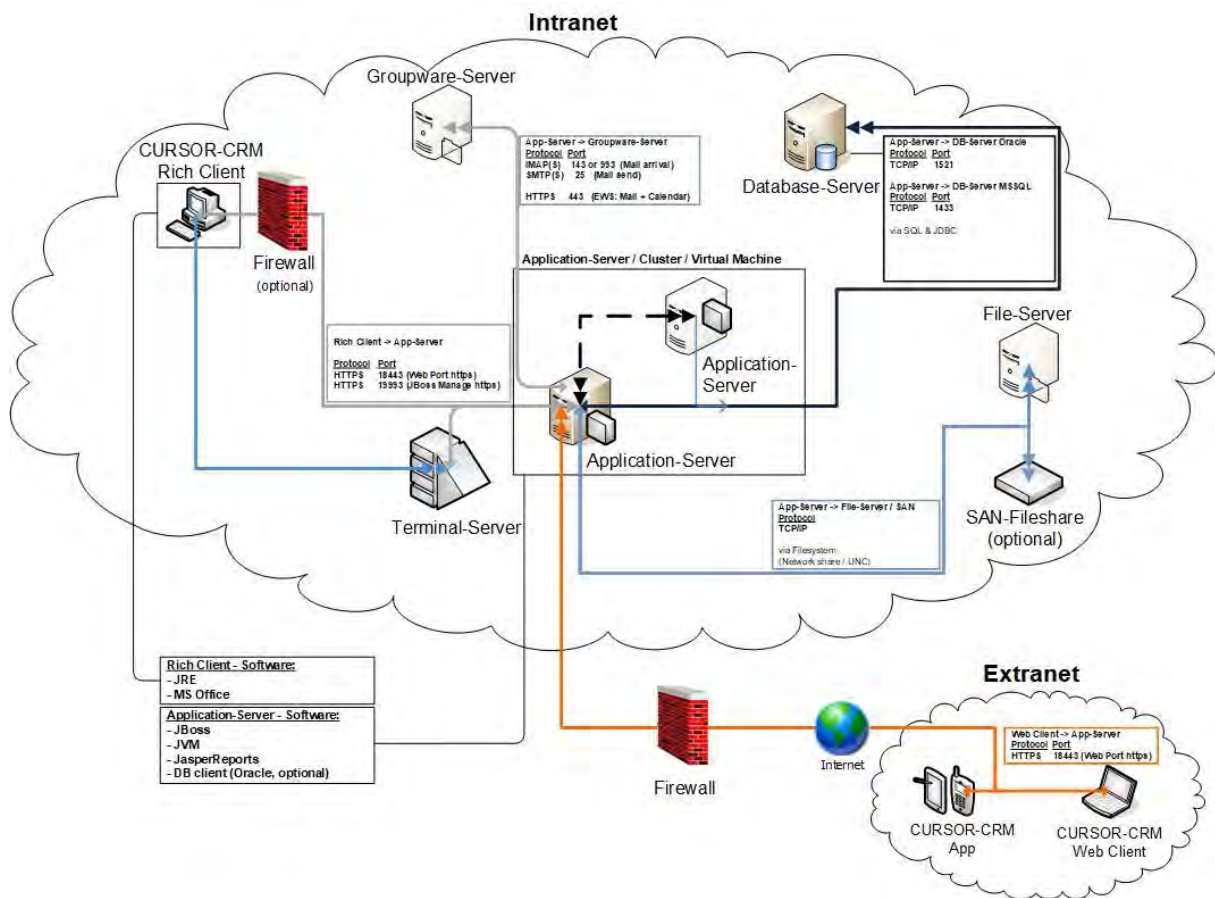 Intranet
Groupware-Server
CURSOR-CRM
Rich Client
Firewall
(optional)
App-Server -> Groupware-Server
Protocol Port
IMAP(S) 143 or 993 (Mail arrival)
SMTP(S) 25 (Mail send)
HTTPS 443 (EWS: Mail + Calendar)
Database-Server
App-Server -> DB-Server Oracle
Protocol Port
TCP/IP 1521
App-Server -> DB-Server MSSQL
Protocol Port
TCP/IP 1433
via SQL & JDBC
Application-Server / Cluster / Virtual Machine
Application-
Server
File-Server
Rich Client -> App-Server
Protocol Port
HTTPS 18443 (Web Port https)
HTTPS 19993 (JBoss Manage https)
Application-Server
Terminal-Server
App-Server -> File-Server / SAN
Protocol
TCP/IP
via Filesystem
(Network share / UNC)
SAN-Fileshare
(optional)
Rich Client - Software:
- JRE
- MS Office
Application-Server - Software:
- JBoss
- JVM
- JasperReports
- DB client (Oracle, optional)
Firewall
Internet
Extranet
Web Client -> App-Server
Protocol Port
HTTPS 18443 (Web Port https)
CURSOR-CRM
App
CURSOR-CRM
Web Client